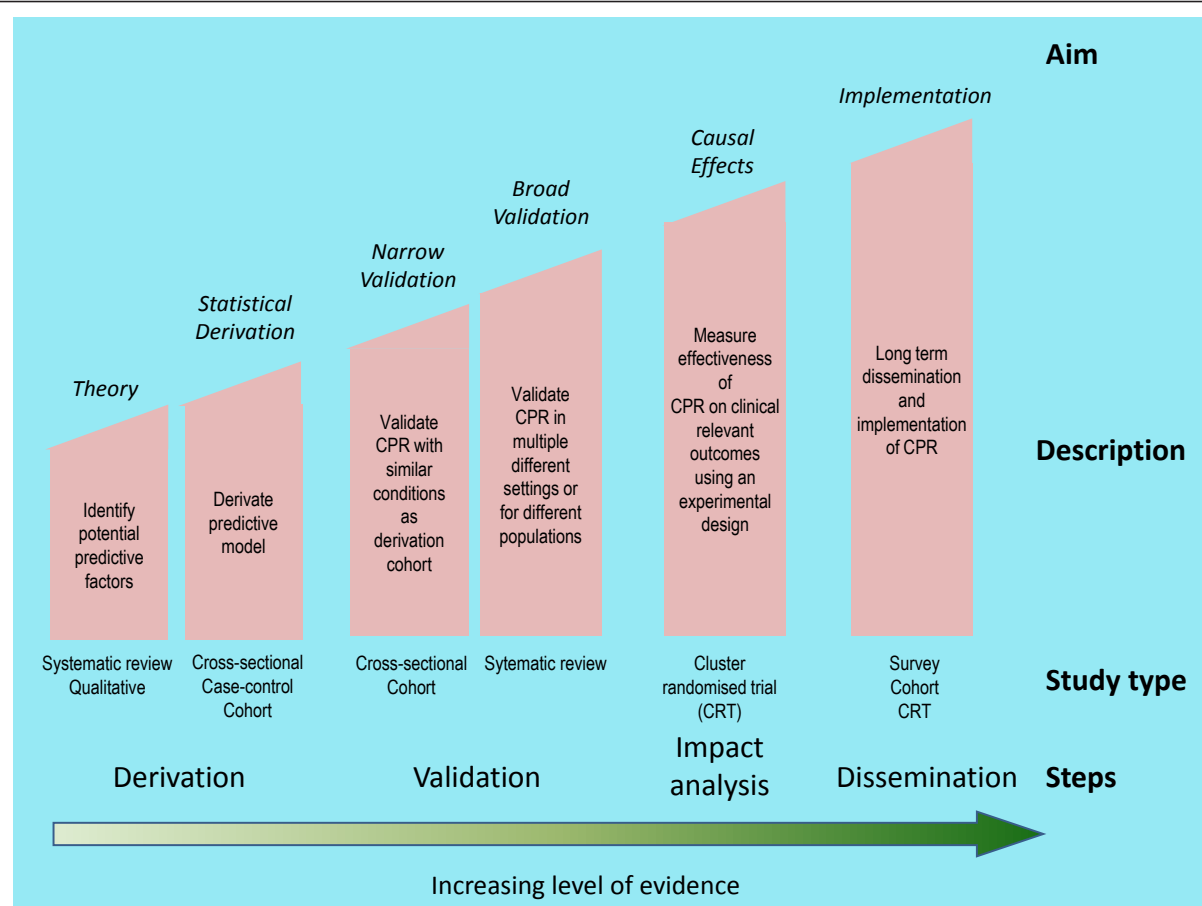 Aim
Implementation
Causal
Effects
Broad
Validation
Narrow
Validation
Statistical
Derivation
Theory
Identify
potential
predictive
factors
Derivate
predictive
model
Validate
CPR with
similar
conditions
as
derivation
cohort
Validate
CPR in
multiple
different
settings or
for different
populations
Measure
effectiveness
of
CPR on clinical
relevant
outcomes
using an
experimental
design
Long term
dissemination
and
implementation
of CPR
Description
Systematic review
Qualitative
Cross-sectional
Case-control
Cohort
Cross-sectional
Cohort
Sytematic review
Cluster
randomised trial
(CRT)
Survey
Cohort
CRT
Study type
Derivation
Validation
Impact
analysis
Dissemination
Steps
Increasing level of evidence